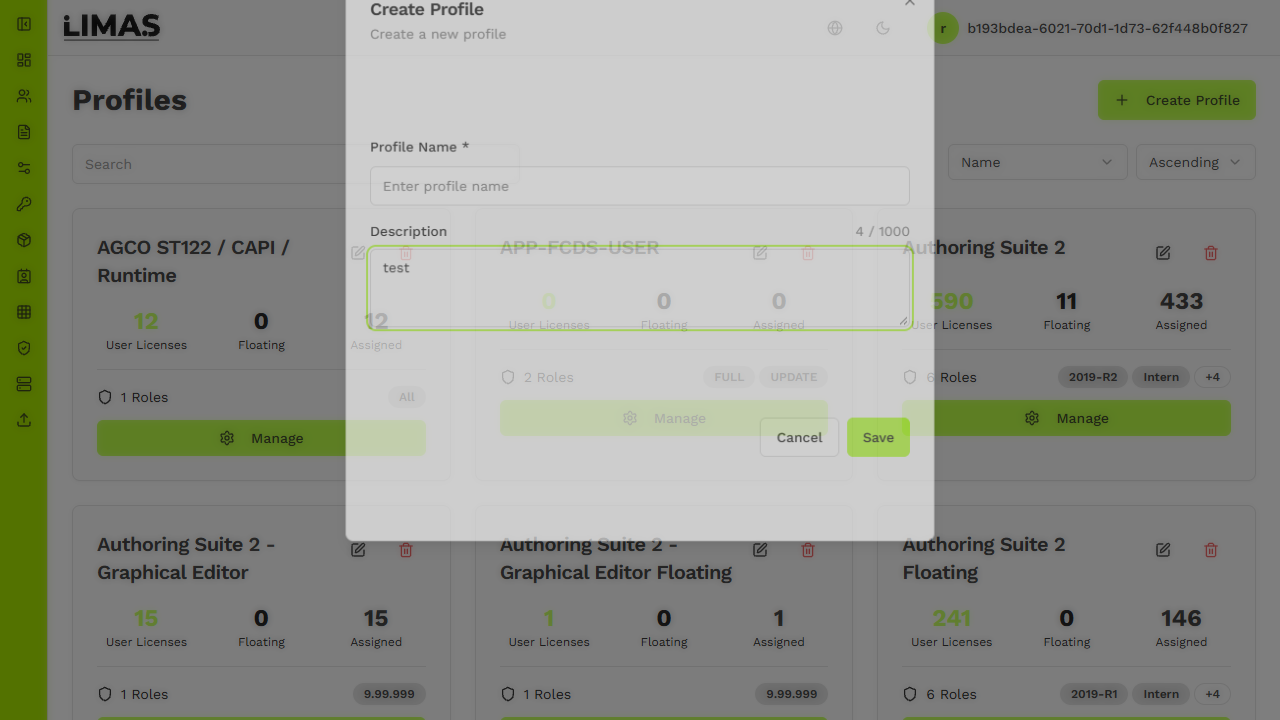 LIMAS
r
b193bdea-6021-70d1-1d73-62f448b0f827
Create Profile
Create a new profile
Profiles
Create Profile
Search
Name
Ascending
Profile Name *
Enter profile name
Description
4 / 1000
test
Cancel
Save
AGCO ST122 / CAPI /
Runtime
12
0
12
User Licenses
Floating
Assigned
1 Roles
All
Manage
APP-FCDS-USER
0
0
0
User Licenses
Floating
Assigned
2 Roles
FULL
UPDATE
Manage
Authoring Suite 2
590
11
433
User Licenses
Floating
Assigned
6 Roles
2019-R2
Intern
+4
Manage
Authoring Suite 2 -
Graphical Editor
15
0
15
User Licenses
Floating
Assigned
1 Roles
9.99.999
Authoring Suite 2 -
Graphical Editor Floating
1
0
1
User Licenses
Floating
Assigned
1 Roles
9.99.999
Authoring Suite 2
Floating
241
0
146
User Licenses
Floating
Assigned
6 Roles
2019-R1
Intern
+4